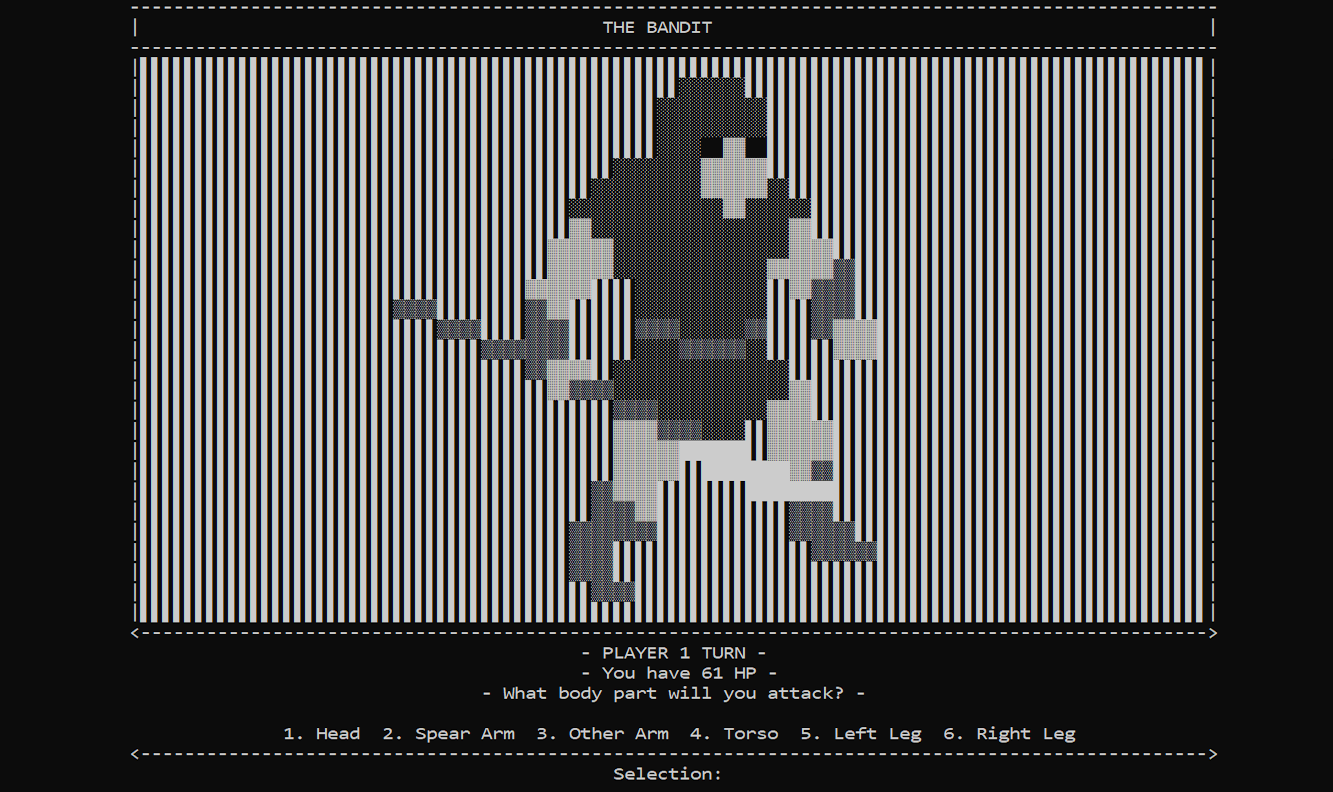 THE BANDIT
- PLAYER 1 TURN -
- You have 61 HP -
- What body part will you attack? -
1. Head  2. Spear Arm  3. Other Arm  4. Torso  5. Left Leg  6. Right Leg
Selection: